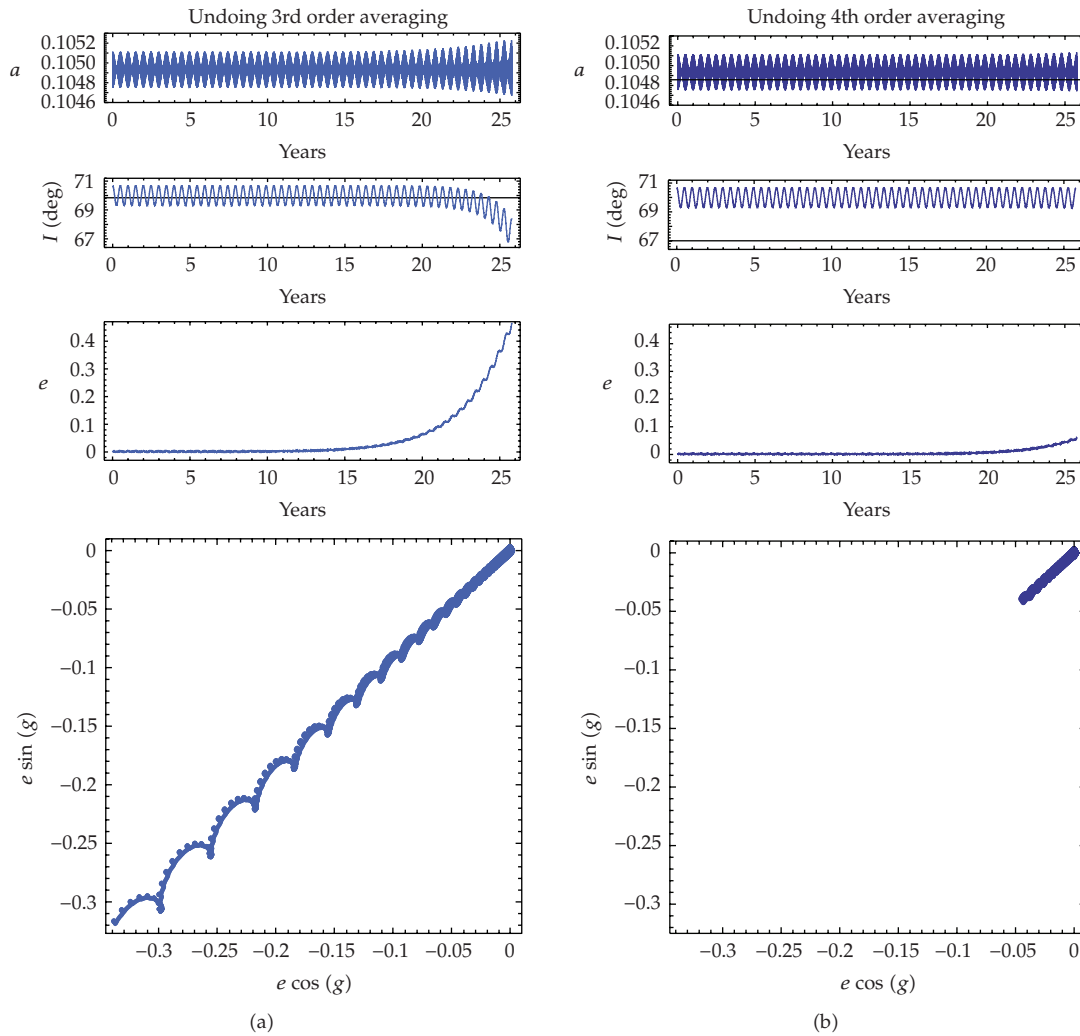 Undoing 3rd order averaging
0.1052
0.1050
0.1048
0.1046
a
0 5 10 15 20 25
Years
71
69
67
I (deg)
0 5 10 15 20 25
Years
0.4
0.3
0.2
0.1
0
e
0 5 10 15 20 25
Years
0
−0.05
−0.1
−0.15
−0.2
−0.25
−0.3
e sin (g)
−0.3 −0.25 −0.2 −0.15 −0.1 −0.05 0
e cos (g)
(a)
Undoing 4th order averaging
0.1052
0.1050
0.1048
0.1046
a
0 5 10 15 20 25
Years
71
69
67
I (deg)
0 5 10 15 20 25
Years
0.4
0.3
0.2
0.1
0
e
0 5 10 15 20 25
Years
0
−0.05
−0.1
−0.15
−0.2
−0.25
−0.3
e sin (g)
−0.3 −0.25 −0.2 −0.15 −0.1 −0.05 0
e cos (g)
(b)